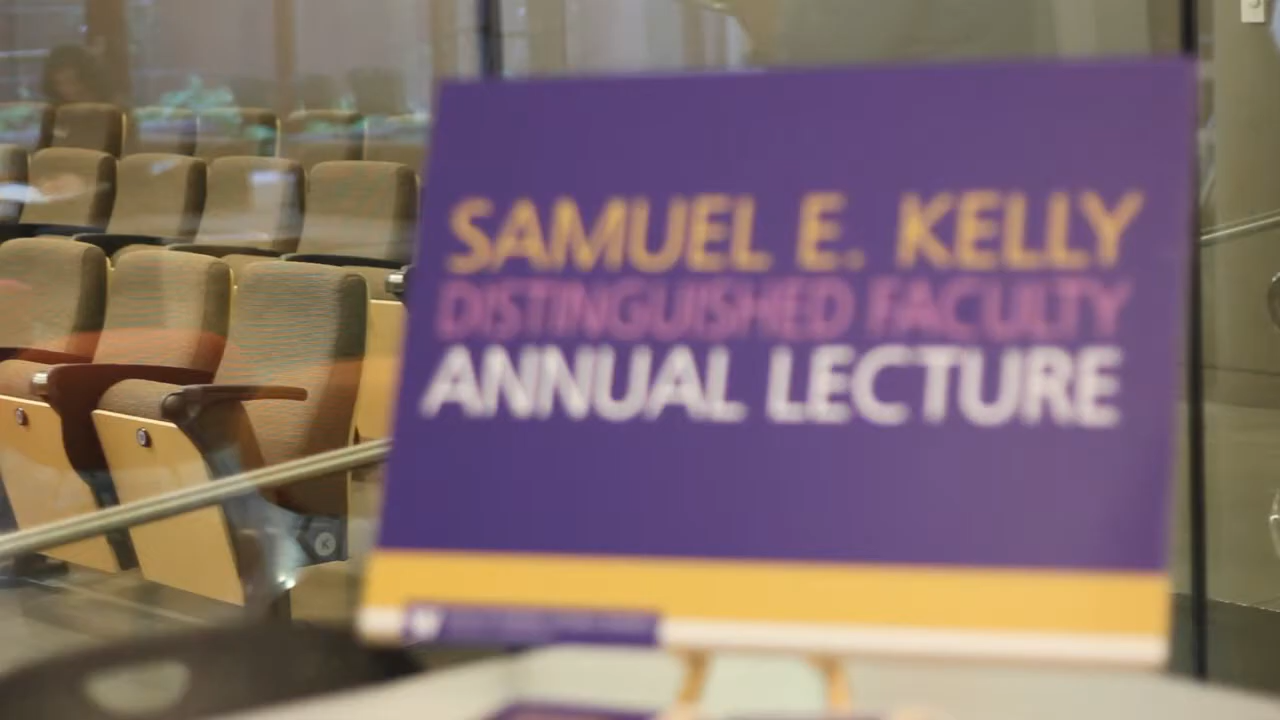 SAMUEL E. KELLY
DISTINGUISHED FACULTY
ANNUAL LECTURE
K